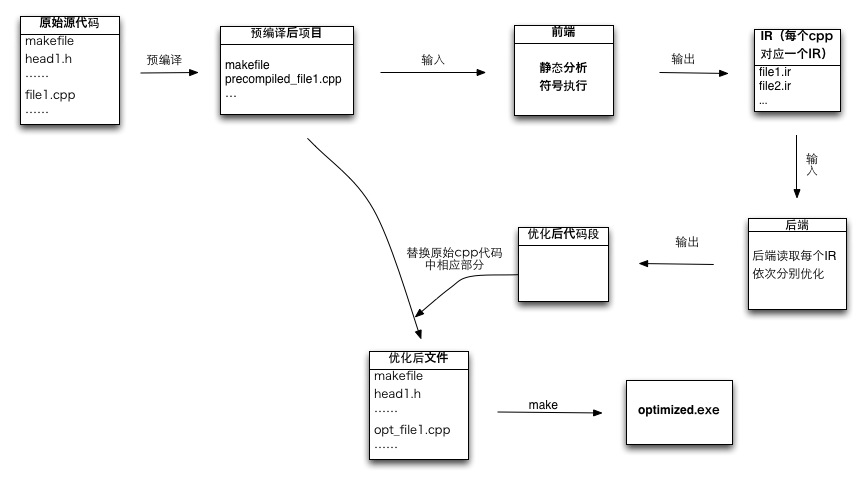 原始源代码
makefile
head1.h
······
file1.cpp
······
预编译
预编译后项目
makefile
precompiled_file1.cpp
...
输入
前端
静态分析
符号执行
输出
IR（每个cpp
对应一个IR）
file1.ir
file2.ir
...
输
入
后端
后端读取每个IR
依次分别优化
输出
优化后代码段
替换原始cpp代码
中相应部分
优化后文件
makefile
head1.h
······
opt_file1.cpp
······
make
optimized.exe